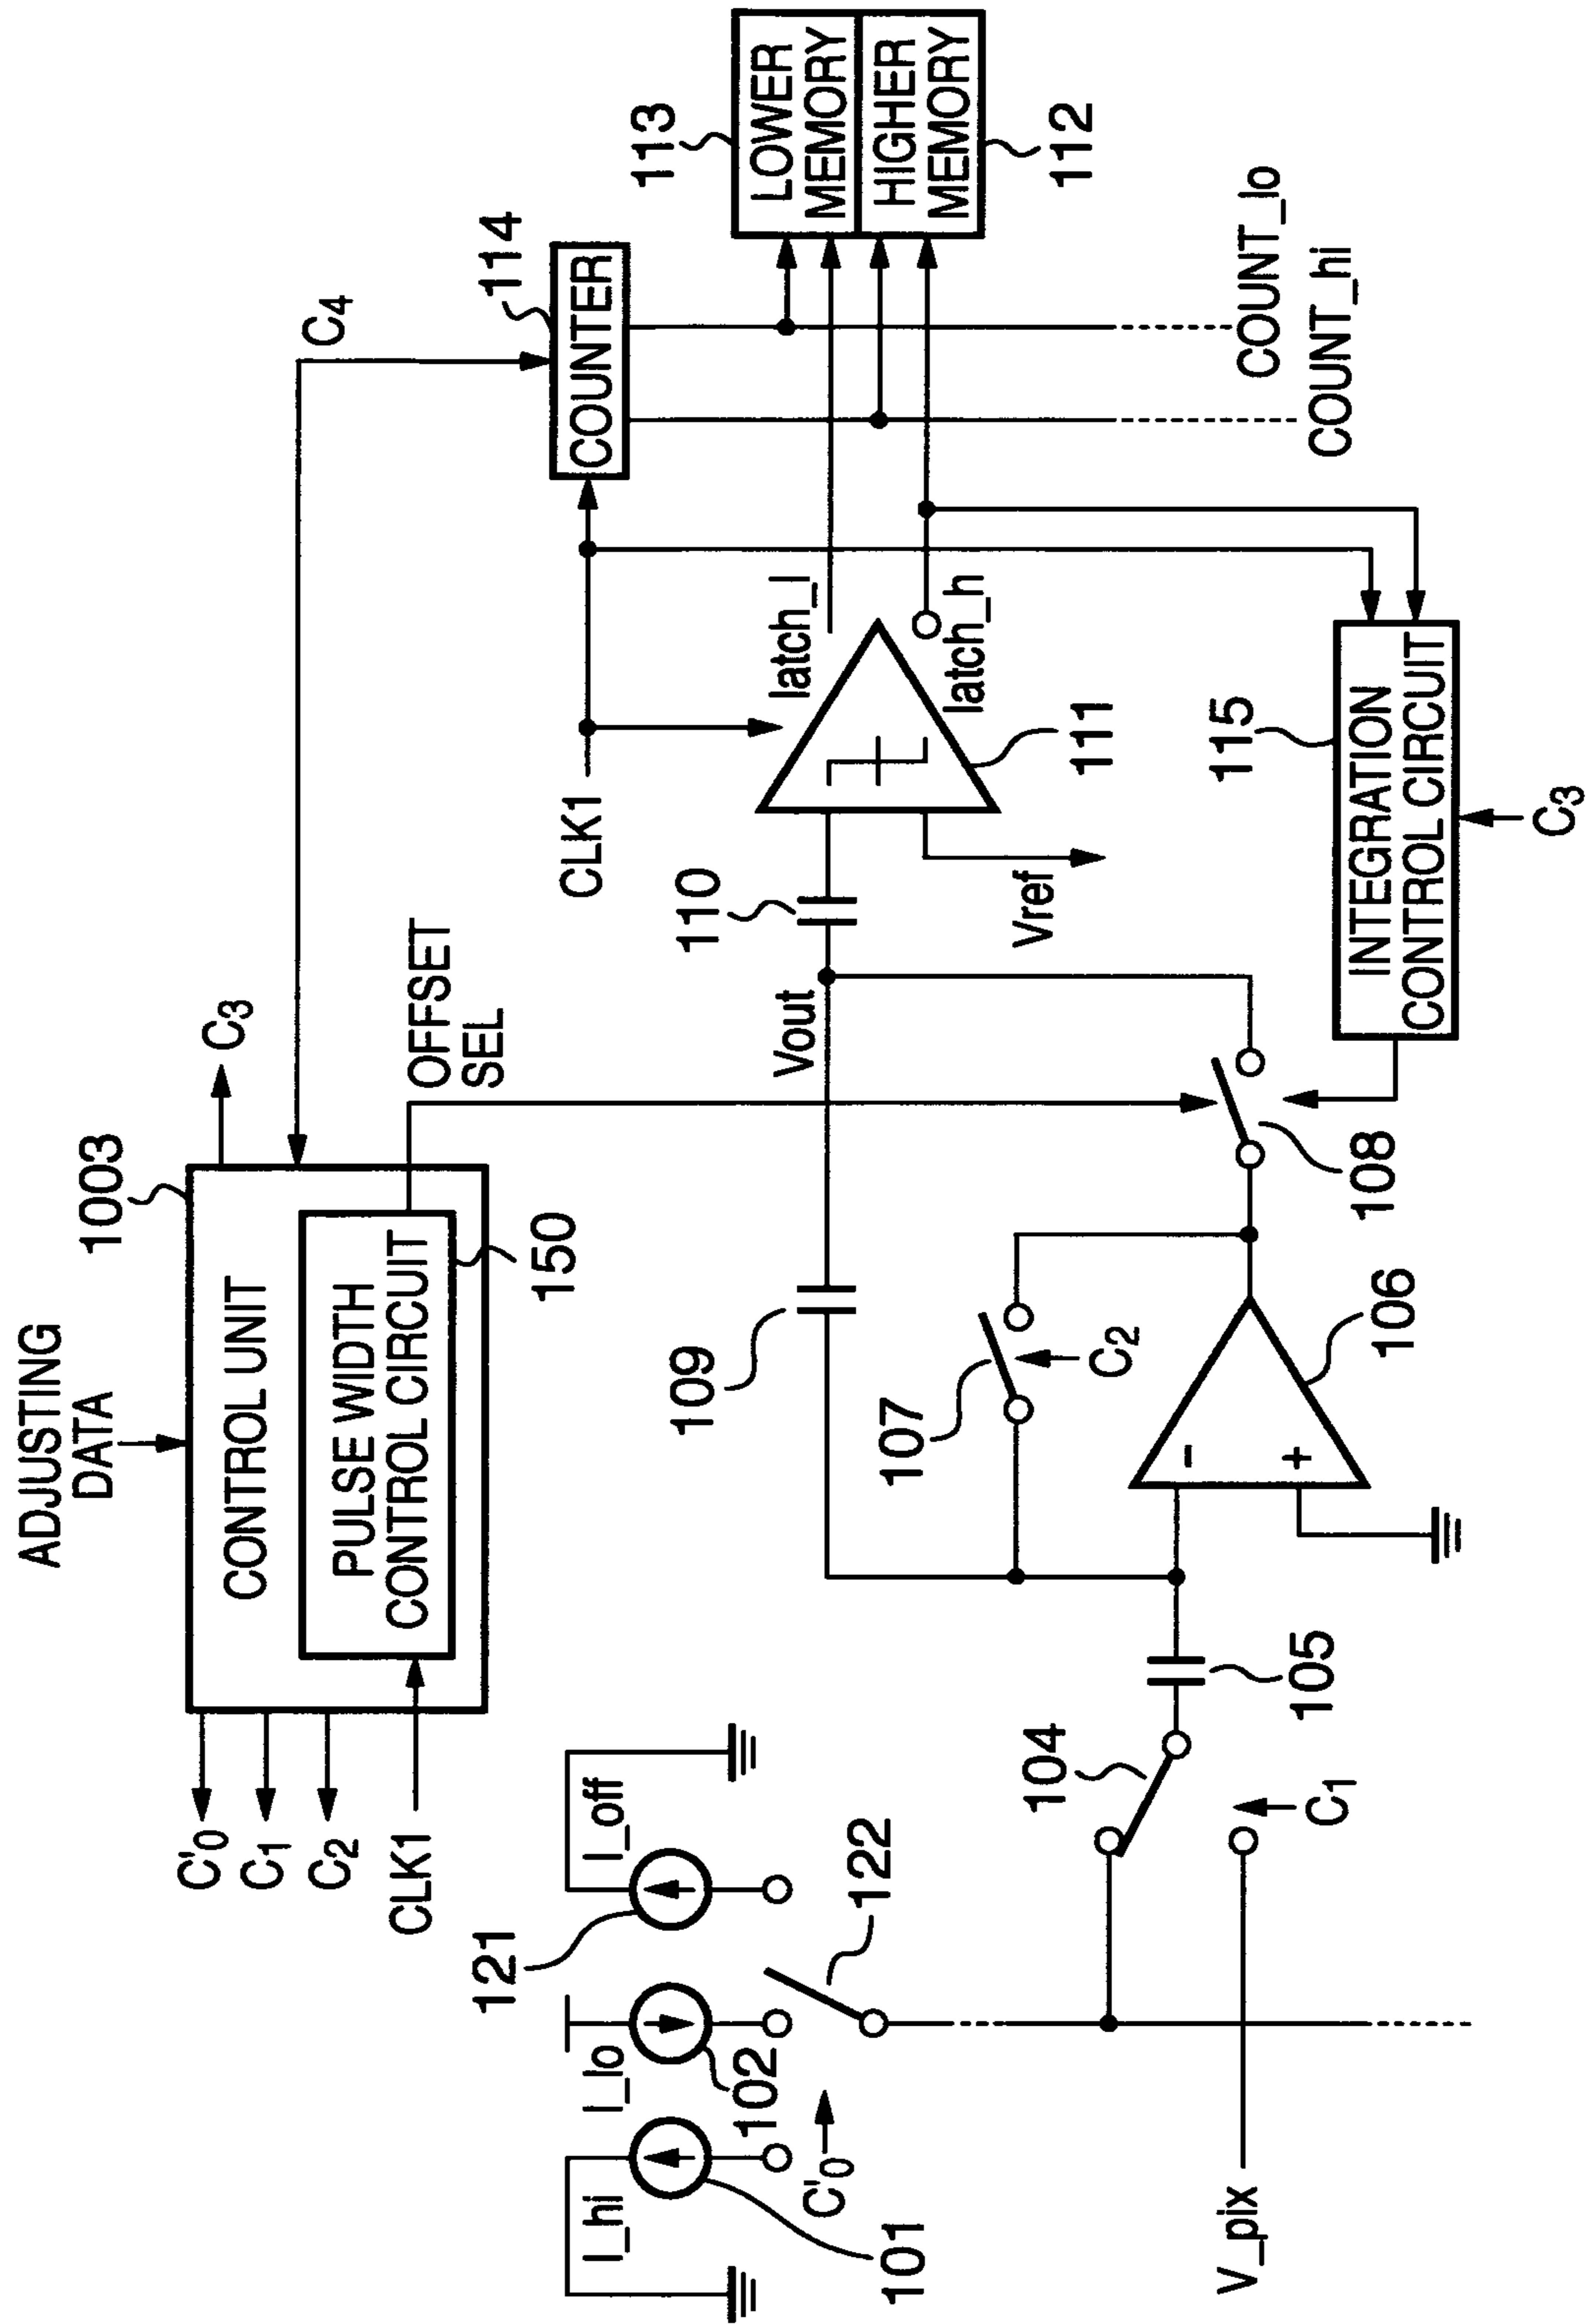 ADJUSTING
DATA
1003
C3
CONTROL UNIT
PULSE WIDTH
CONTROL CIRCUIT
150
OFFSET
SEL
C'0
C1
C2
CLK1
C4
114
COUNTER
113
LOWER
MEMORY
HIGHER
MEMORY
112
COUNT_lo
COUNT_hi
CLK1
latch_l
latch_h
111
110
Vref
Vout
109
107
C2
108
115
INTEGRATION
CONTROL CIRCUIT
C3
-
+
106
105
104
C1
I_off
121
122
I_lo
102
I_hi
101
C'0
V_pix